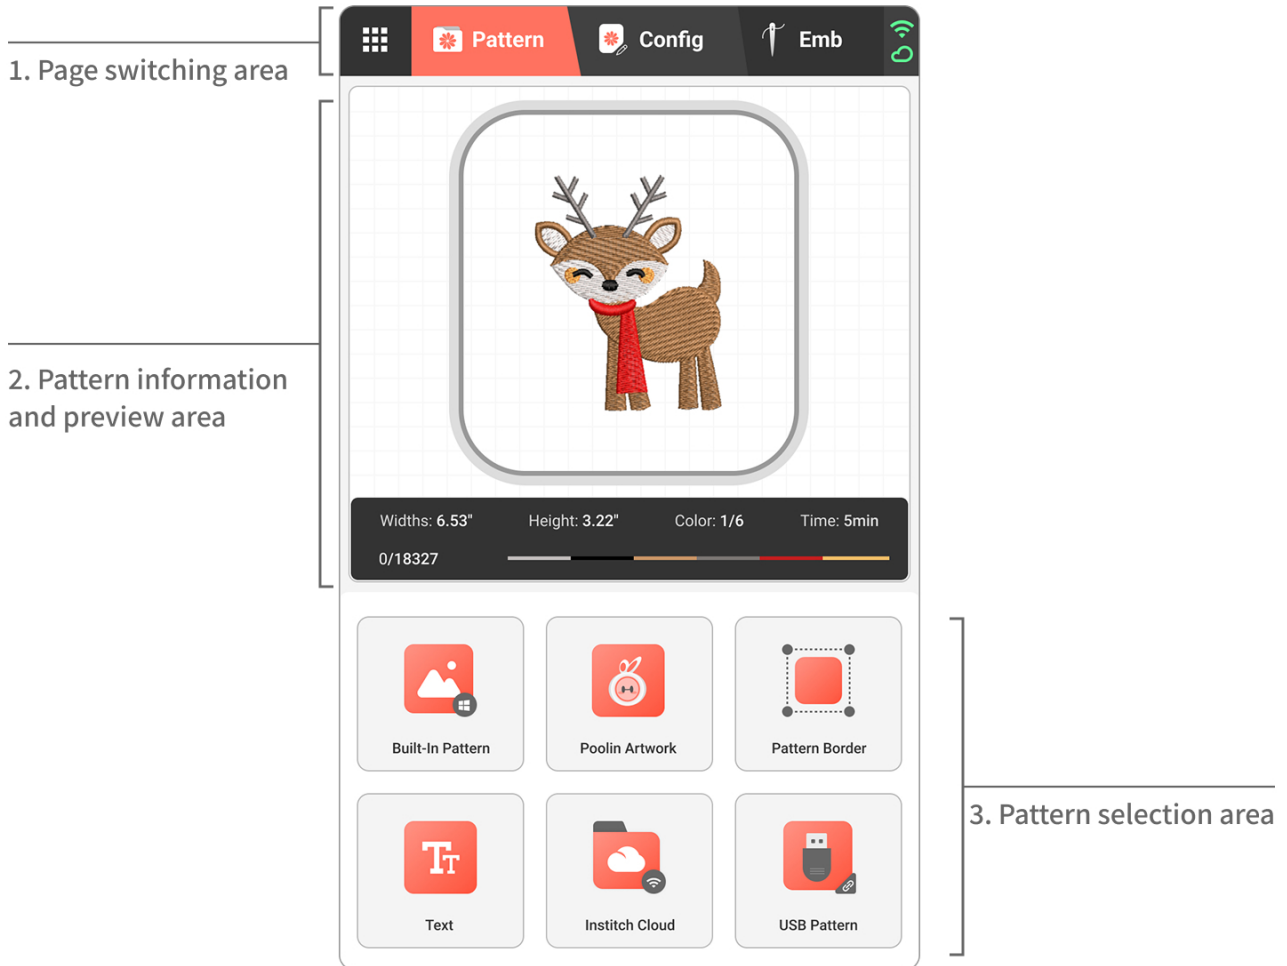 Pattern
Config
Emb
1. Page switching area
2. Pattern information
and preview area
Widths: 6.53"
Height: 3.22"
Color: 1/6
Time: 5min
0/18327
Built-In Pattern
Poolin Artwork
Pattern Border
3. Pattern selection area
TT
Text
Institch Cloud
USB Pattern